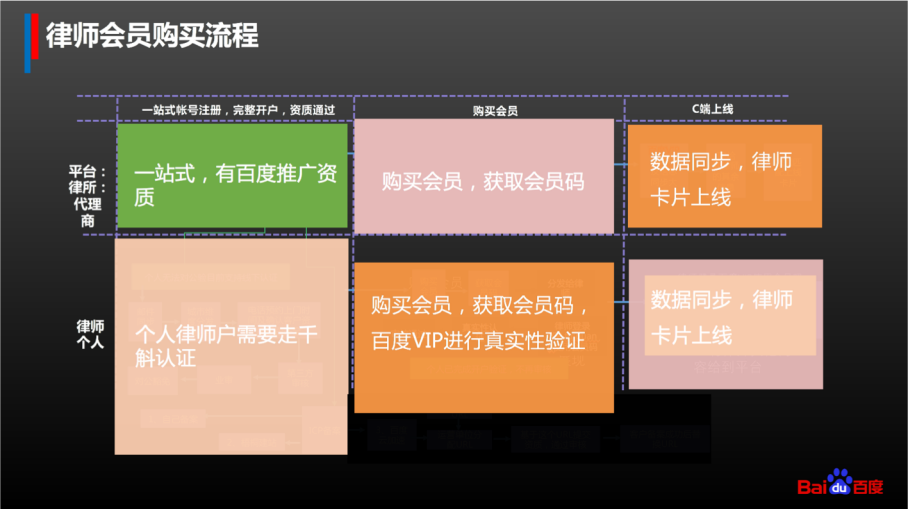 律师会员购买流程
一站式帐号注册，完整开户，资质通过
购买会员
C端上线
平台：
律所：
代理
商
一站式，有百度推广资
质
购买会员，获取会员码
数据同步，律师
卡片上线
律师
个人
个人律师户需要走千
斛认证
购买会员，获取会员码，
百度VIP进行真实性验证
数据同步，律师
卡片上线
Bai du 百度